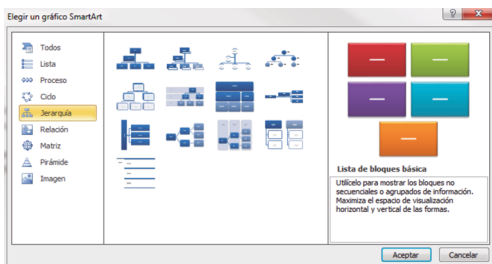 Elegir un gráfico SmartArt
Todos
Lista
Proceso
Ciclo
Jerarquía
Relación
Matriz
Pirámide
Imagen
Lista de bloques básica
Utilícelo para mostrar los bloques no
secuenciales o agrupados de información.
Maximiza el espacio de visualización
horizontal y vertical de las formas.
Aceptar
Cancelar